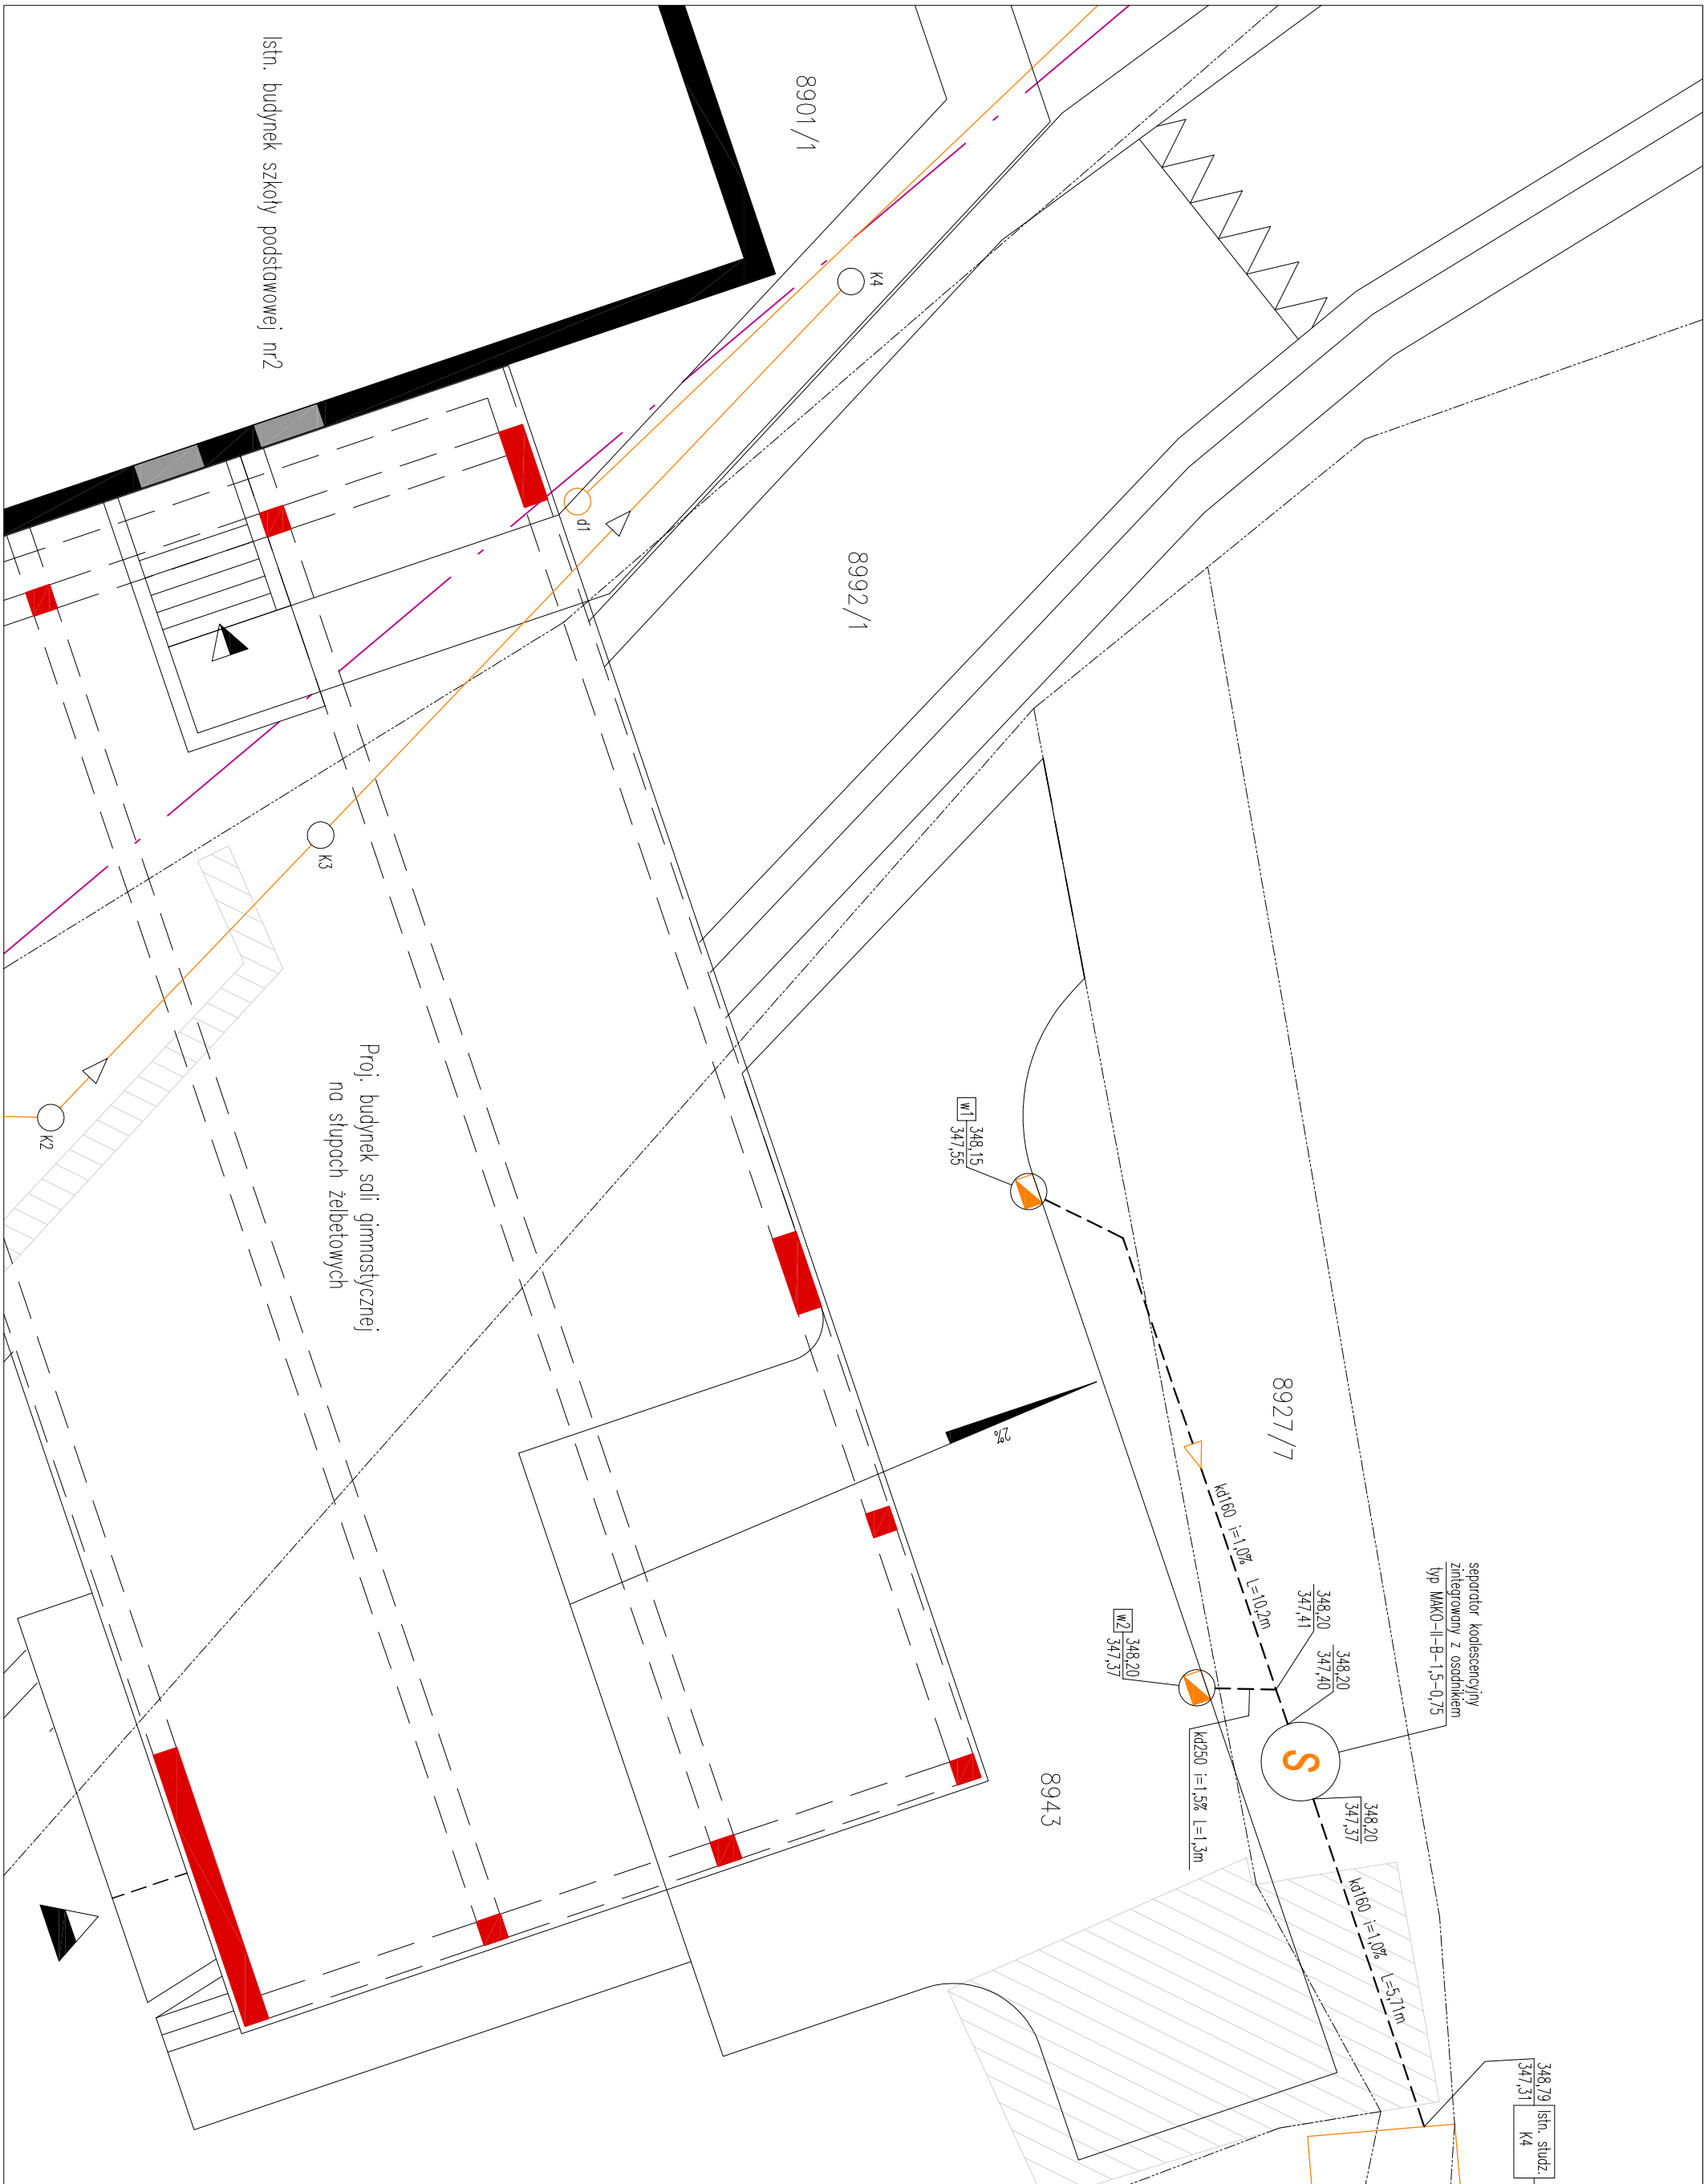 Istn. budynek szkoły podstawowej nr2
8901/1
K4
d1
8992/1
K3
K2
Proj. budynek sali gimnastycznej
na słupach żelbetowych
w1 348,15
347,55
8927/7
2%
kd160 i=1,0% L=10,2m
w2 348,20
347,37
348,20
347,41
348,20
347,40
separator koalescencyjny
zintegrowany z osadnikiem
typ MAKO-II-B-1,5-0,75
S
kd250 i=1,5% L=1,3m
348,20
347,37
8943
kd160 i=1,0% L=5,71m
348,79
347,31
Istn. studz.
K4